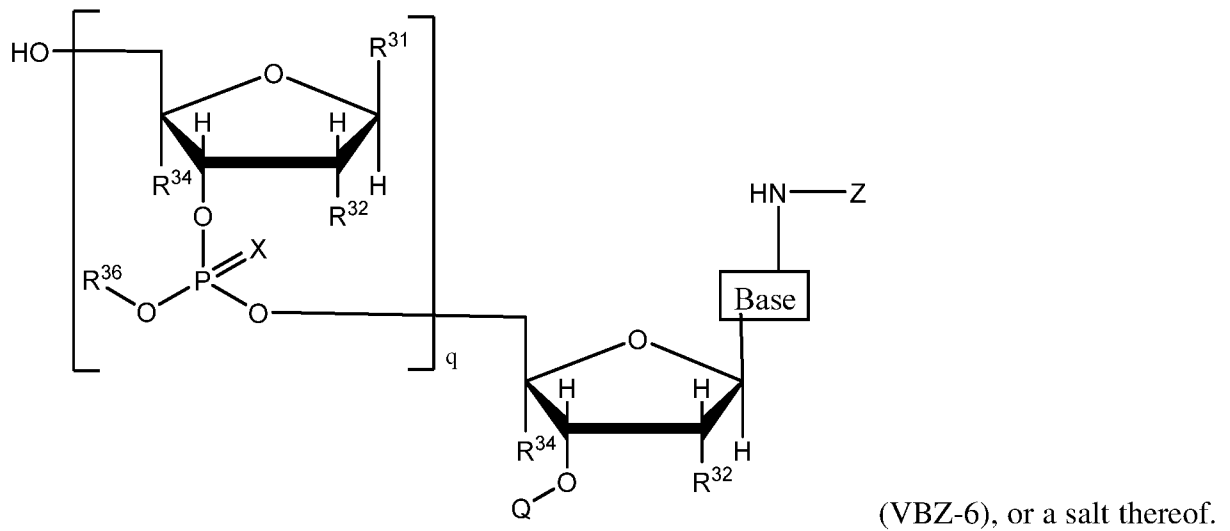 HO
R31
O
H
H
R34
H
R32
O
X
R36
P
O
O
q
HN
Z
Base
O
H
H
R34
H
R32
O
Q
(VBZ-6), or a salt thereof.